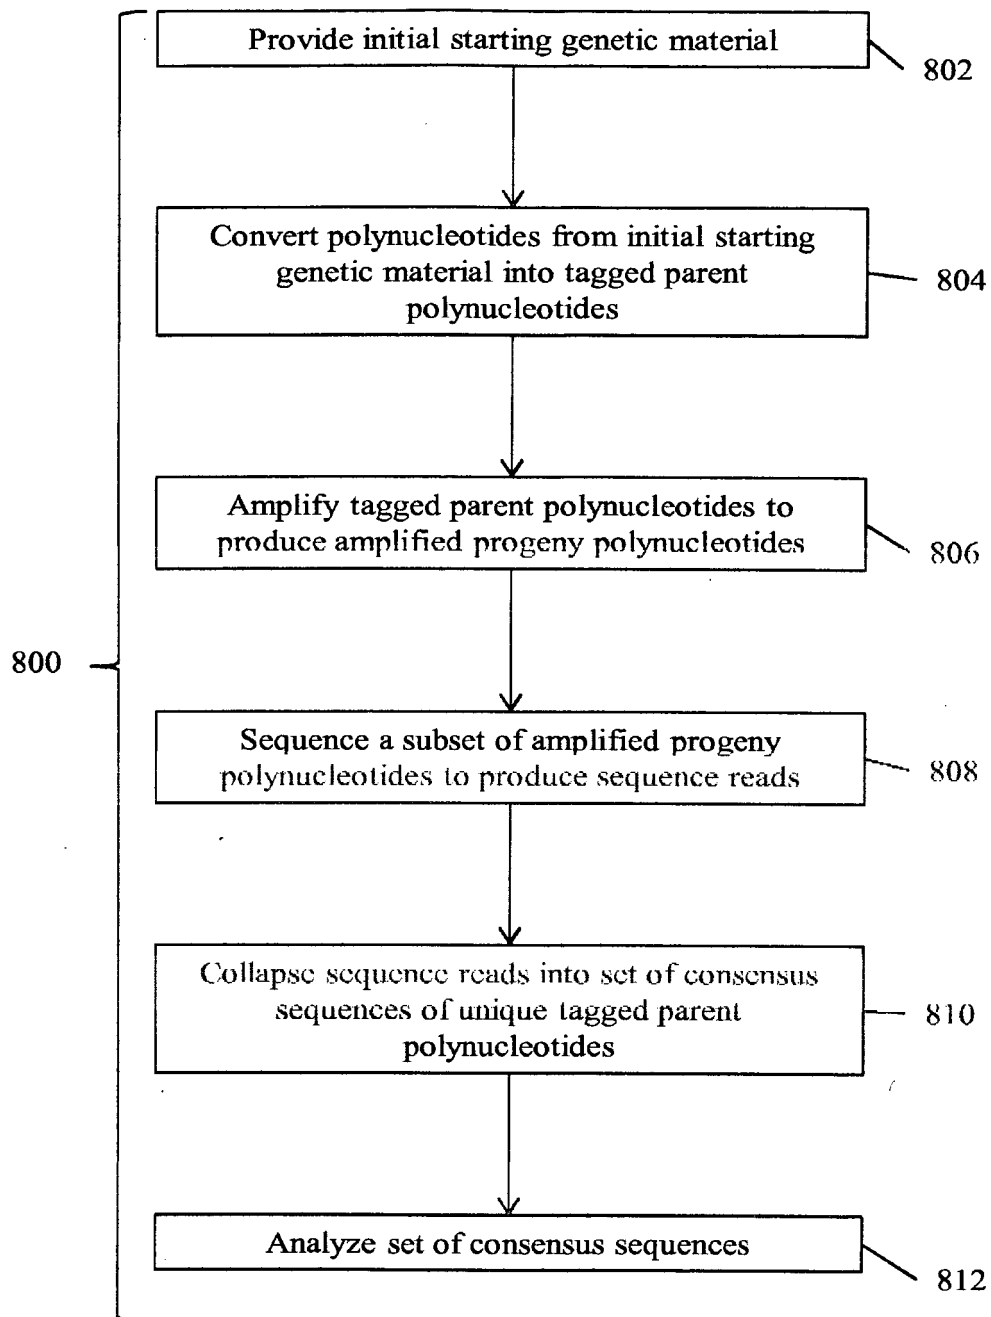 Provide initial starting genetic material
802
Convert polynucleotides from initial starting
genetic material into tagged parent
polynucleotides
804
Amplify tagged parent polynucleotides to
produce amplified progeny polynucleotides
806
800
Sequence a subset of amplified progeny
polynucleotides to produce sequence reads
808
Collapse sequence reads into set of consensus
sequences of unique tagged parent
polynucleotides
810
Analyze set of consensus sequences
812